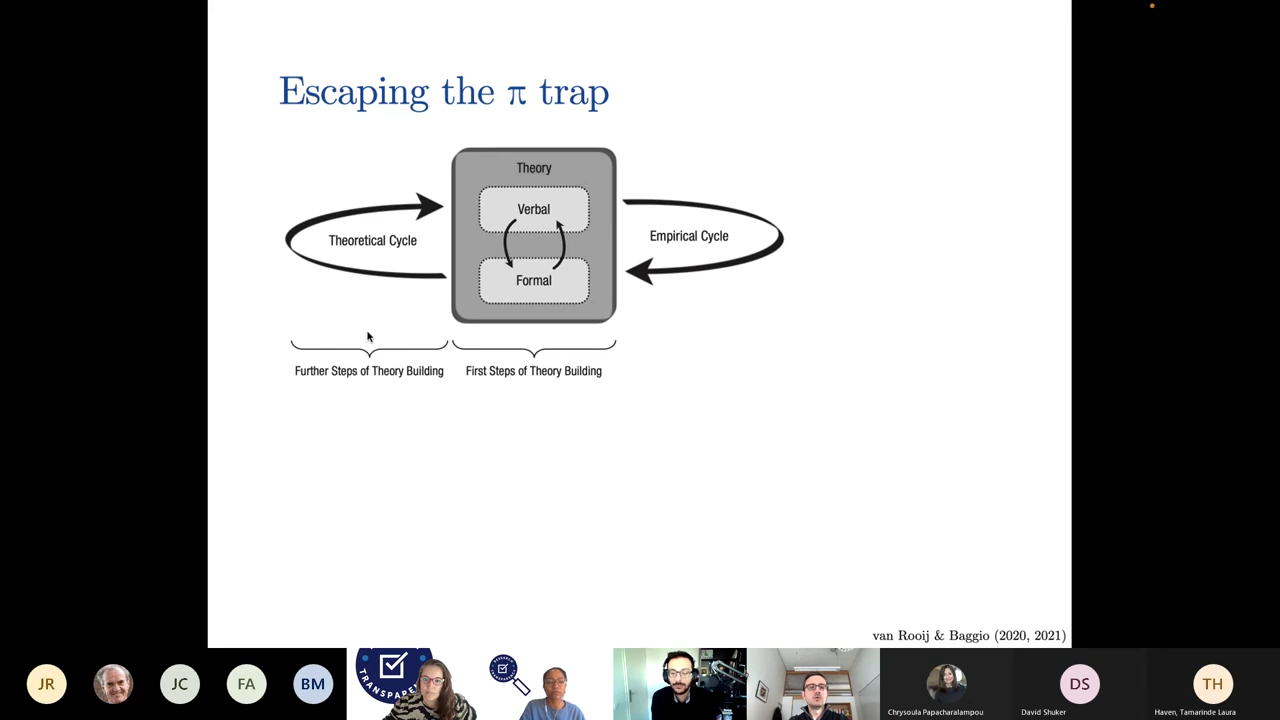 Escaping the π trap
Theory
Verbal
Formal
Theoretical Cycle
Empirical Cycle
Further Steps of Theory Building
First Steps of Theory Building
van Rooij & Baggio (2020, 2021)
JR
JC
FA
BM
TRANSPARE
Chrysoula Papacharalampou
DS
David Shuker
TH
Haven, Tamarinde Laura